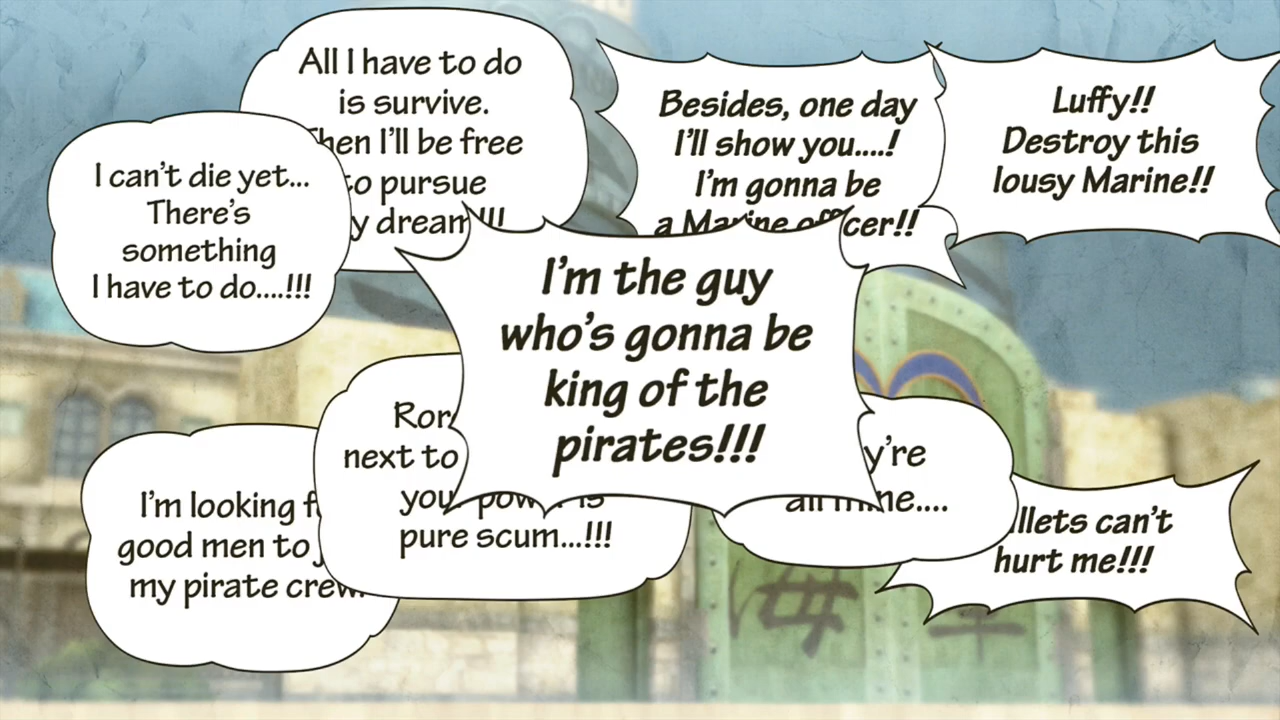 All I have to do
is survive.
Then I'll be free
to pursue
my dream!!!
Besides, one day
I'll show you....!
I'm gonna be
a Marine officer!!
Luffy!!
Destroy this
lousy Marine!!
I can't die yet...
There's
something
I have to do....!!!
I'm the guy
who's gonna be
king of the
pirates!!!
next to
pure scum...!!!
I'm looking
good men to
my pirate crew.
hurt me!!!
can't